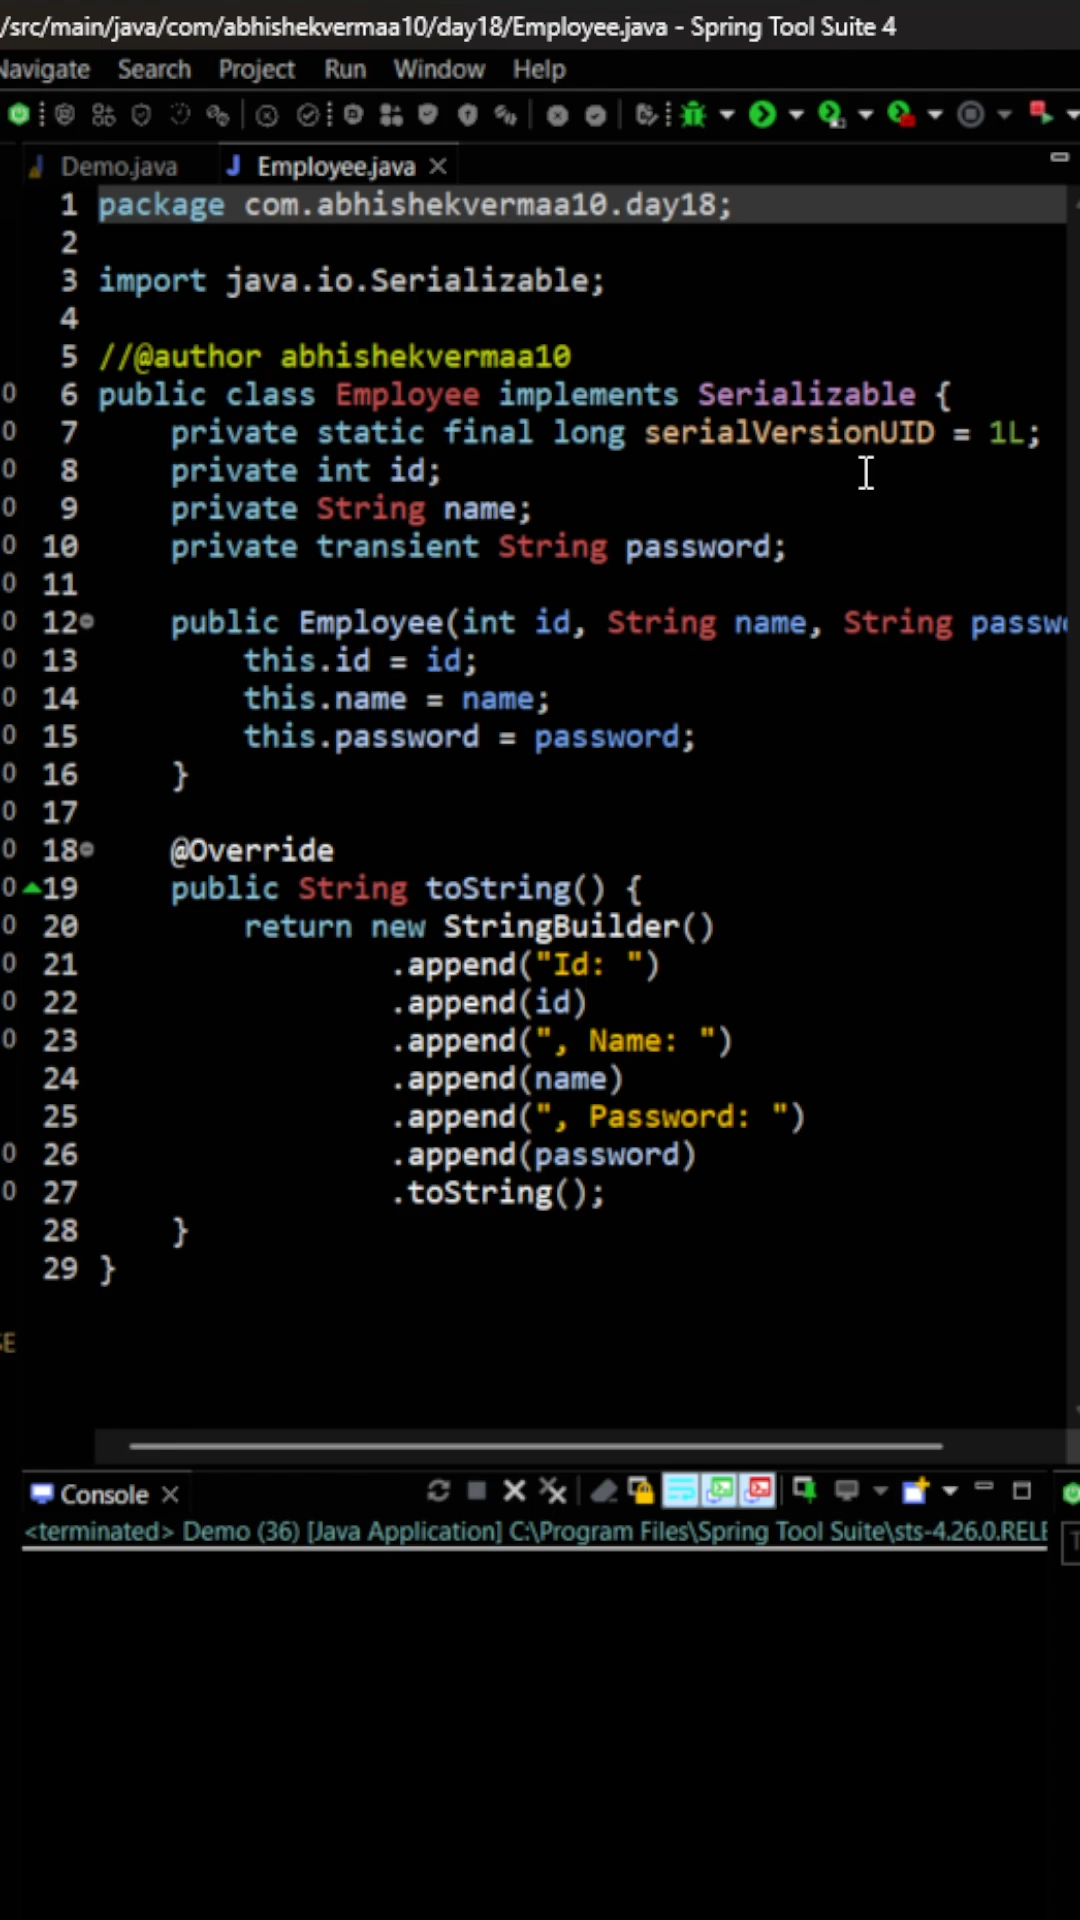 /src/main/java/com/abhishekvermaa10/day18/Employee.java - Spring Tool Suite 4
Navigate Search Project Run Window Help
Demo.java Employee.java
1 package com.abhishekvermaa10.day18;
2
3 import java.io.Serializable;
4
5 //@author abhishekvermaa10
6 public class Employee implements Serializable {
7 private static final long serialVersionUID = 1L;
8 private int id;
9 private String name;
10 private transient String password;
11
12 public Employee(int id, String name, String passw
13 this.id = id;
14 this.name = name;
15 this.password = password;
16 }
17
18 @Override
19 public String toString() {
20 return new StringBuilder()
21 .append("Id: ")
22 .append(id)
23 .append(", Name: ")
24 .append(name)
25 .append(", Password: ")
26 .append(password)
27 .toString();
28 }
29 }
Console
<terminated> Demo (36) [Java Application] C:\Program Files\Spring Tool Suite\sts-4.26.0.RELE